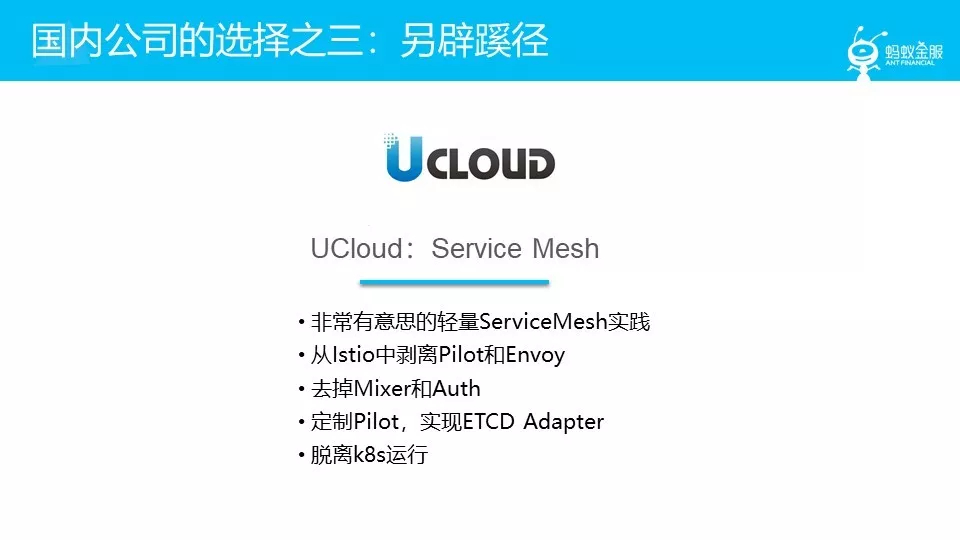 国内公司的选择之三：另辟蹊径
蚂蚁金服
ANT FINANCIAL
UCLOUD
UCloud：Service Mesh
• 非常有意思的轻量ServiceMesh实践
• 从Istio中剥离Pilot和Envoy
• 去掉Mixer和Auth
• 定制Pilot，实现ETCD Adapter
• 脱离k8s运行